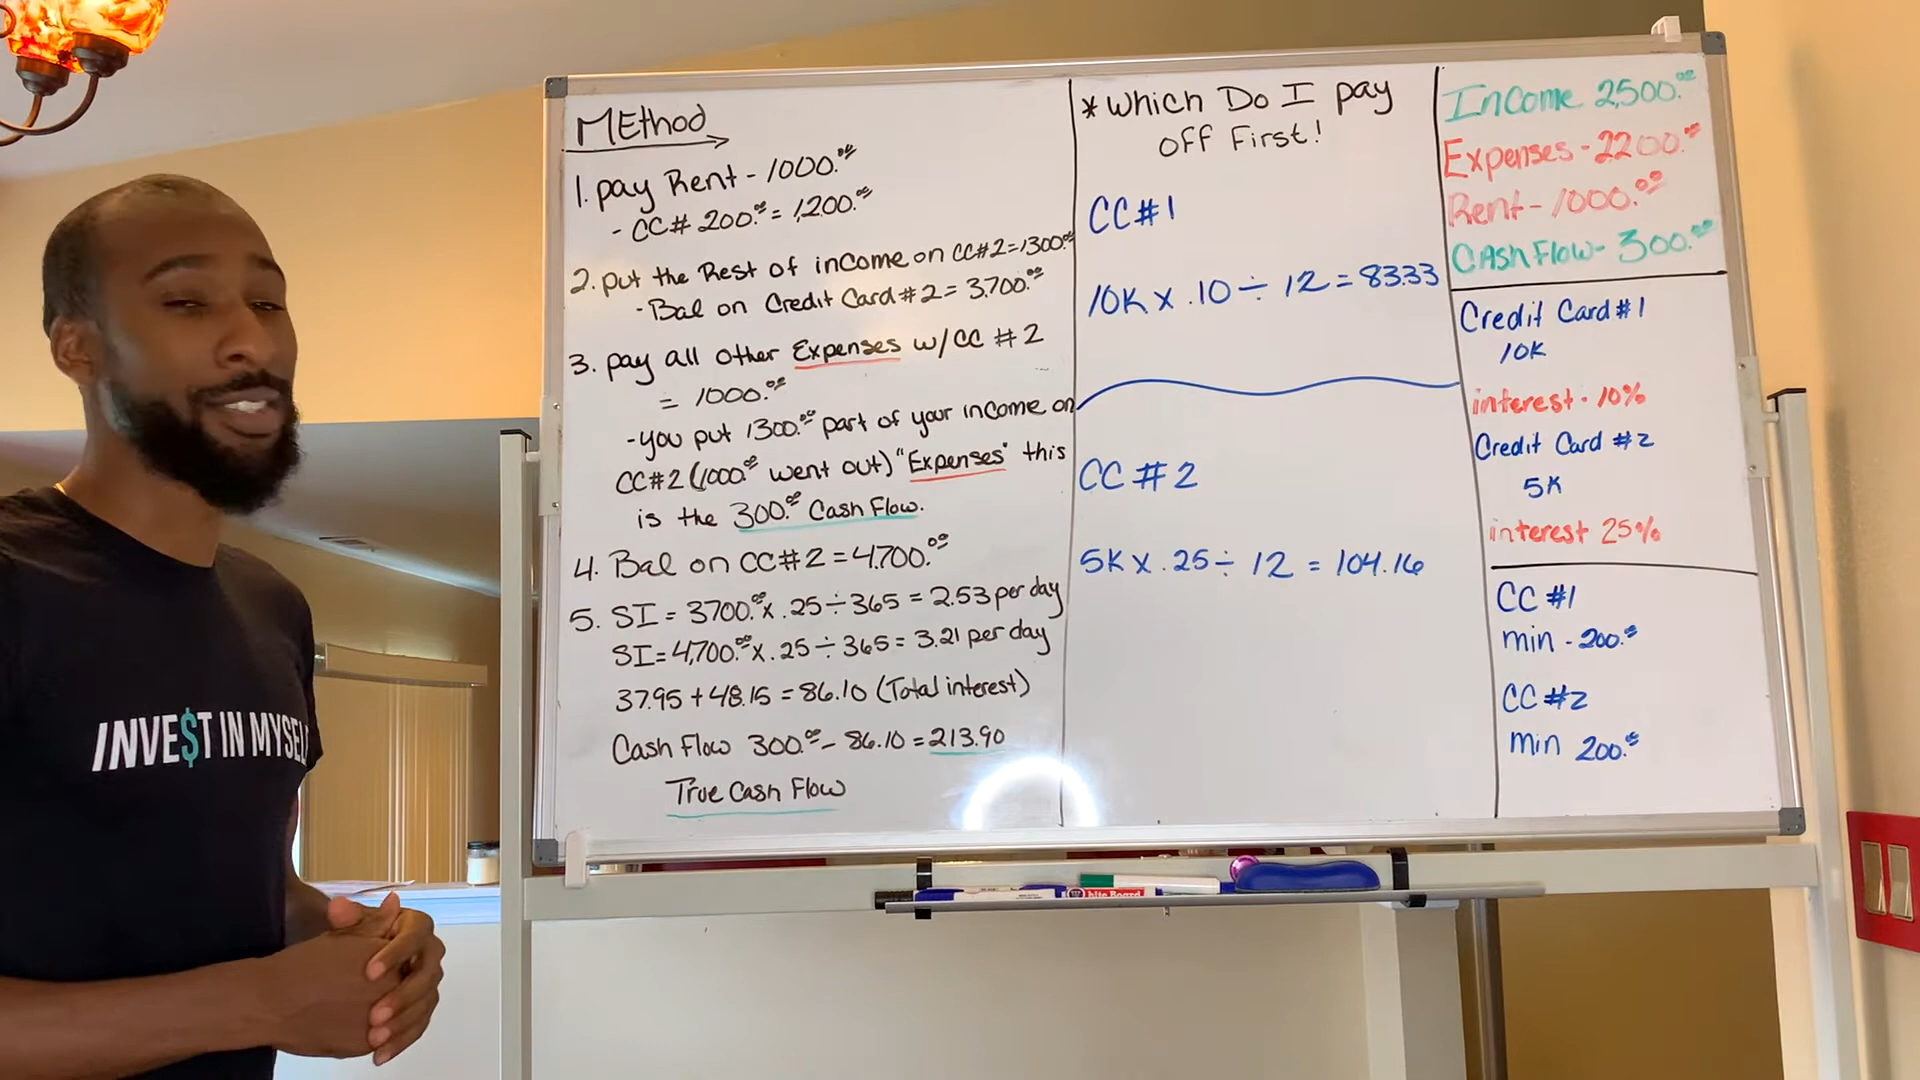 METhod
1. pay Rent - 1000.00
- CC# 200.00 = 1,200.00
2. put the Rest of income on CC#2 = 1300.00
- Bal on Credit Card #2 = 3,700.00
3. pay all other Expenses w/ CC #2
= 1000.00
- you put 1300.00 part of your income on
CC#2 (1000.00 went out) "Expenses" this
is the 300.00 Cash Flow.
4. Bal on CC#2 = 4,700.00
5. SI = 3700.00 x .25 ÷ 365 = 2.53 per day
SI = 4,700.00 x .25 ÷ 365 = 3.21 per day
37.95 + 48.15 = 86.10 (Total interest)
Cash Flow 300.00 - 86.10 = 213.90
True Cash Flow
* Which Do I pay
off First!
CC#1
10K x .10 ÷ 12 = 83.33
CC #2
5K x .25 ÷ 12 = 104.16
Income 2,500.00
Expenses - 2200.00
Rent - 1000.00
Cash Flow - 300.00
Credit Card #1
10K
interest - 10%
Credit Card #2
5K
interest 25%
CC #1
min - 200.00
CC #2
min 200.00
INVE$T IN MYSELF